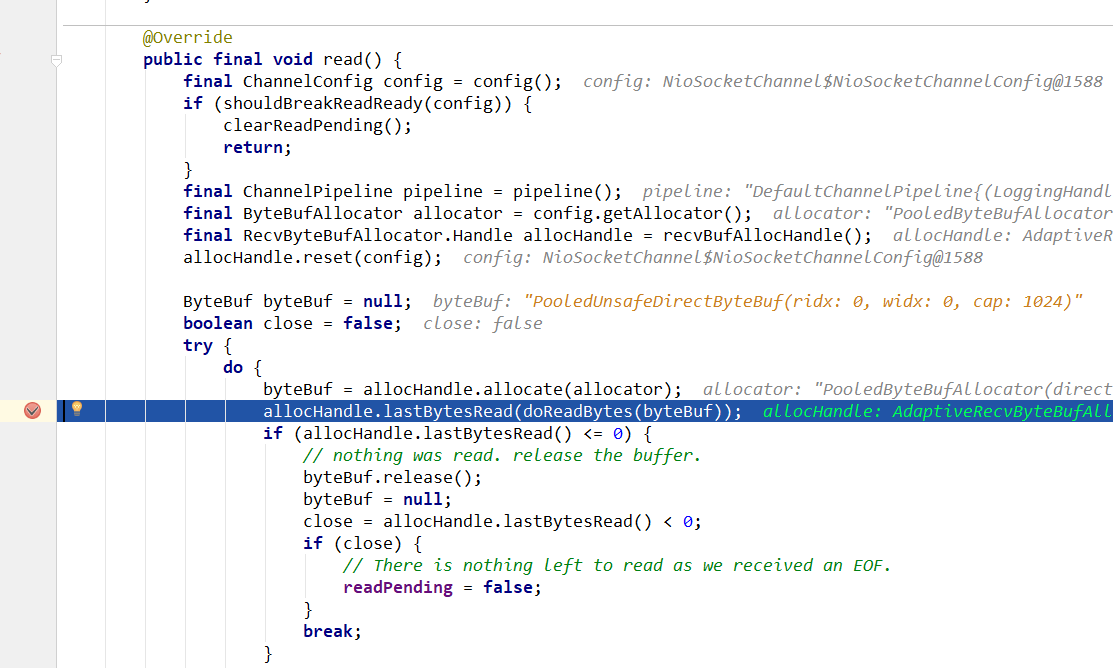 @Override
public final void read() {
final ChannelConfig config = config();  config: NioSocketChannel$NioSocketChannelConfig@1588
if (shouldBreakReadReady(config)) {
clearReadPending();
return;
}
final ChannelPipeline pipeline = pipeline();  pipeline: "DefaultChannelPipeline{(LoggingHandl
final ByteBufAllocator allocator = config.getAllocator();  allocator: "PooledByteBufAllocator
final RecvByteBufAllocator.Handle allocHandle = recvBufAllocHandle();  allocHandle: AdaptiveR
allocHandle.reset(config);  config: NioSocketChannel$NioSocketChannelConfig@1588
ByteBuf byteBuf = null;  byteBuf: "PooledUnsafeDirectByteBuf(ridx: 0, widx: 0, cap: 1024)"
boolean close = false;  close: false
try {
do {
byteBuf = allocHandle.allocate(allocator);  allocator: "PooledByteBufAllocator(direct
allocHandle.lastBytesRead(doReadBytes(byteBuf));  allocHandle: AdaptiveRecvByteBufAll
if (allocHandle.lastBytesRead() <= 0) {
// nothing was read. release the buffer.
byteBuf.release();
byteBuf = null;
close = allocHandle.lastBytesRead() < 0;
if (close) {
// There is nothing left to read as we received an EOF.
readPending = false;
}
break;
}